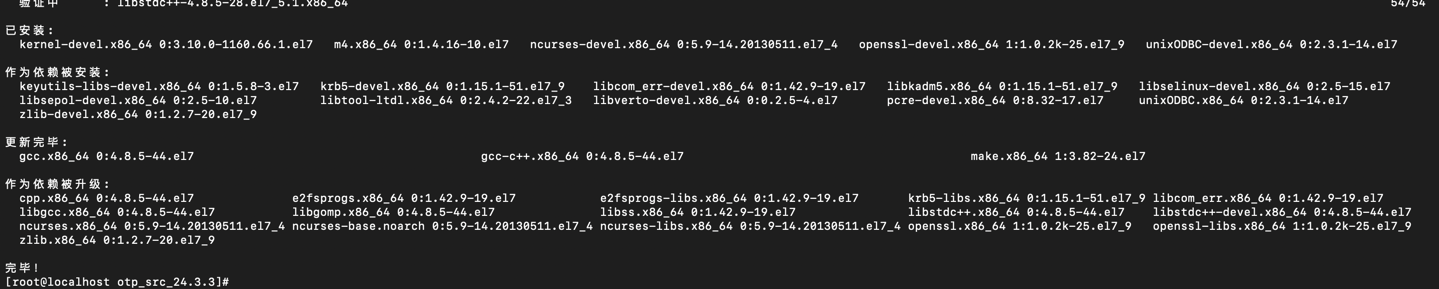 验证中      : libstdc++-4.8.5-28.el7_5.1.x86_64                                                                                                     54/54
已安装:
kernel-devel.x86_64 0:3.10.0-1160.66.1.el7   m4.x86_64 0:1.4.16-10.el7   ncurses-devel.x86_64 0:5.9-14.20130511.el7_4   openssl-devel.x86_64 1:1.0.2k-25.el7_9   unixODBC-devel.x86_64 0:2.3.1-14.el7
作为依赖被安装:
keyutils-libs-devel.x86_64 0:1.5.8-3.el7   krb5-devel.x86_64 0:1.15.1-51.el7_9   libcom_err-devel.x86_64 0:1.42.9-19.el7   libkadm5.x86_64 0:1.15.1-51.el7_9   libselinux-devel.x86_64 0:2.5-15.el7
libsepol-devel.x86_64 0:2.5-10.el7   libtool-ltdl.x86_64 0:2.4.2-22.el7_3   libverto-devel.x86_64 0:0.2.5-4.el7   pcre-devel.x86_64 0:8.32-17.el7   unixODBC.x86_64 0:2.3.1-14.el7
zlib-devel.x86_64 0:1.2.7-20.el7_9
更新完毕:
gcc.x86_64 0:4.8.5-44.el7   gcc-c++.x86_64 0:4.8.5-44.el7   make.x86_64 1:3.82-24.el7
作为依赖被升级:
cpp.x86_64 0:4.8.5-44.el7   e2fsprogs.x86_64 0:1.42.9-19.el7   e2fsprogs-libs.x86_64 0:1.42.9-19.el7   krb5-libs.x86_64 0:1.15.1-51.el7_9 libcom_err.x86_64 0:1.42.9-19.el7
libgcc.x86_64 0:4.8.5-44.el7   libgomp.x86_64 0:4.8.5-44.el7   libss.x86_64 0:1.42.9-19.el7   libstdc++.x86_64 0:4.8.5-44.el7   libstdc++-devel.x86_64 0:4.8.5-44.el7
ncurses.x86_64 0:5.9-14.20130511.el7_4 ncurses-base.noarch 0:5.9-14.20130511.el7_4 ncurses-libs.x86_64 0:5.9-14.20130511.el7_4 openssl.x86_64 1:1.0.2k-25.el7_9   openssl-libs.x86_64 1:1.0.2k-25.el7_9
zlib.x86_64 0:1.2.7-20.el7_9
完毕!
[root@localhost otp_src_24.3.3]#